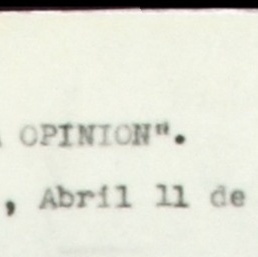 OPINION".
, Abril 11 de